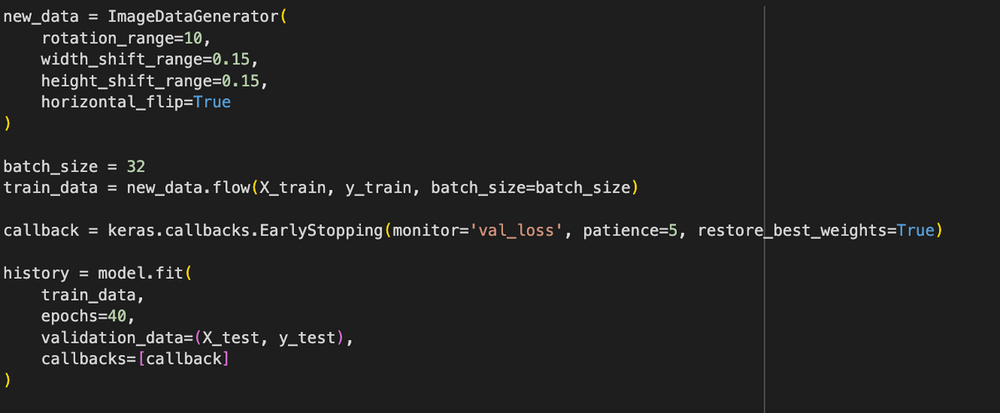 new_data = ImageDataGenerator(
    rotation_range=10,
    width_shift_range=0.15,
    height_shift_range=0.15,
    horizontal_flip=True
)

batch_size = 32
train_data = new_data.flow(X_train, y_train, batch_size=batch_size)

callback = keras.callbacks.EarlyStopping(monitor='val_loss', patience=5, restore_best_weights=True)

history = model.fit(
    train_data,
    epochs=40,
    validation_data=(X_test, y_test),
    callbacks=[callback]
)